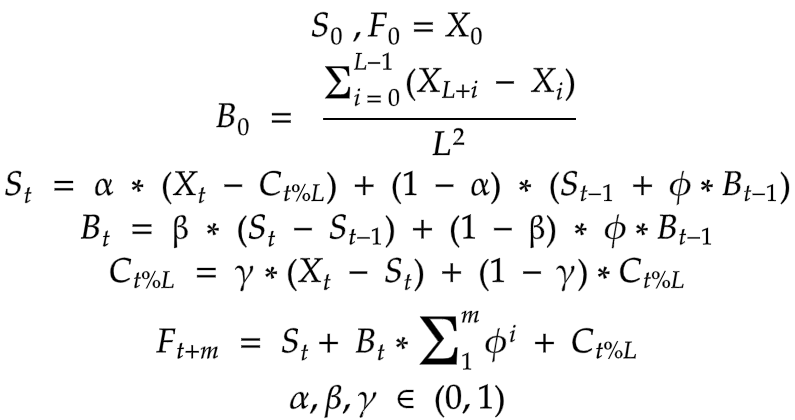 S₀ , F₀ = X₀
B₀ = ∑_{i = 0}^{L–1} (X_{L+i} − X_i) / L²
S_t = α * (X_t − C_{t%L}) + (1 − α) * (S_{t–1} + ϕ * B_{t–1})
B_t = β * (S_t − S_{t–1}) + (1 − β) * ϕ * B_{t–1}
C_{t%L} = γ * (X_t − S_t) + (1 − γ) * C_{t%L}
F_{t+m} = S_t + B_t * ∑_{1}^{m} ϕ^i + C_{t%L}
α, β, γ ∈ (0, 1)